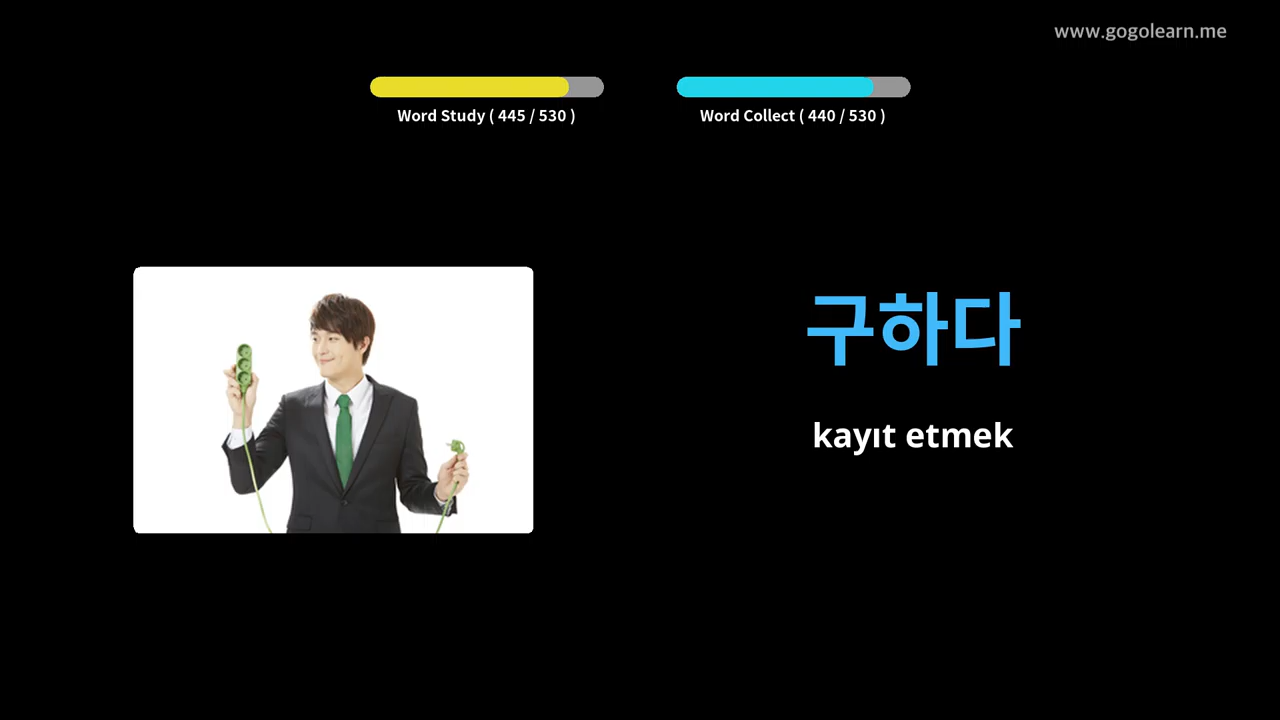 www.gogolearn.me
Word Study ( 445 / 530 )
Word Collect ( 440 / 530 )
구하다
kayıt etmek